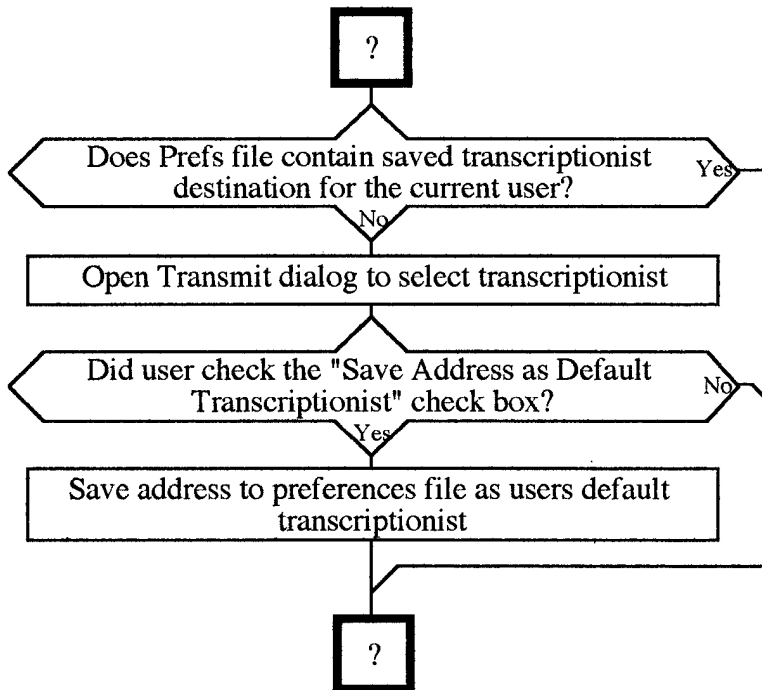 ?
Does Prefs file contain saved transcriptionist
destination for the current user?
Yes
No
Open Transmit dialog to select transcriptionist
Did user check the "Save Address as Default
Transcriptionist" check box?
No
Yes
Save address to preferences file as users default
transcriptionist
?